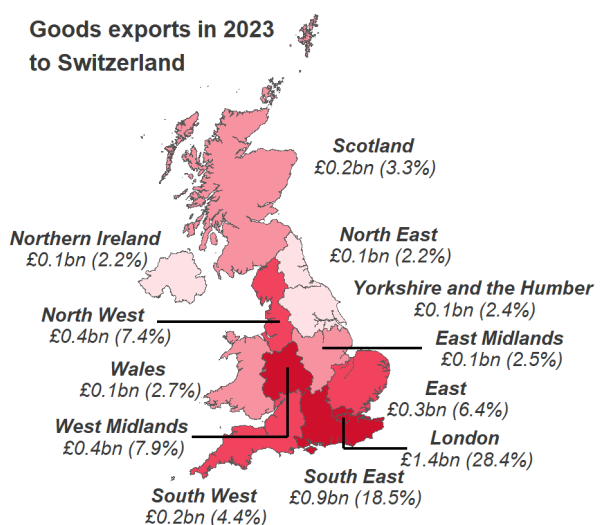 Goods exports in 2023
to Switzerland
Scotland
£0.2bn (3.3%)
Northern Ireland
£0.1bn (2.2%)
North East
£0.1bn (2.2%)
Yorkshire and the Humber
£0.1bn (2.4%)
North West
£0.4bn (7.4%)
East Midlands
£0.1bn (2.5%)
Wales
£0.1bn (2.7%)
East
£0.3bn (6.4%)
West Midlands
£0.4bn (7.9%)
London
£1.4bn (28.4%)
South East
£0.9bn (18.5%)
South West
£0.2bn (4.4%)